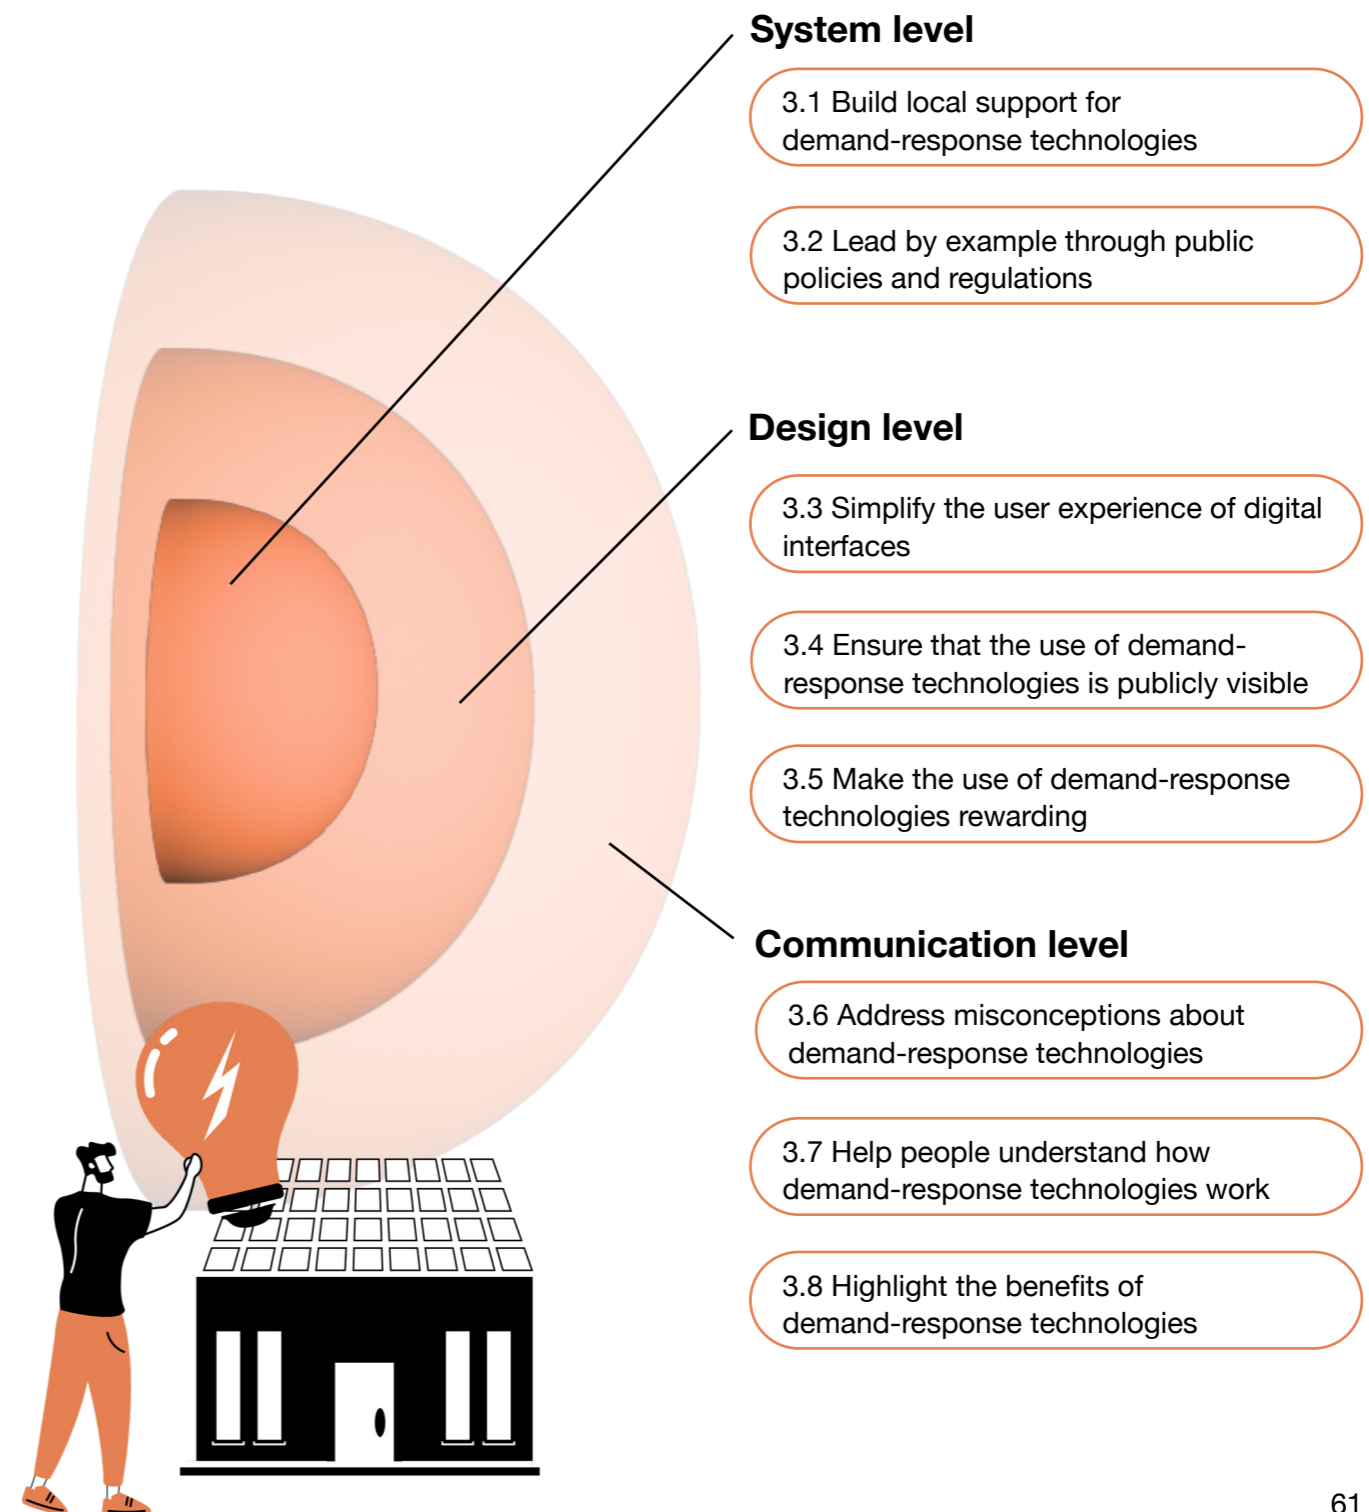 System level
3.1 Build local support for
demand-response technologies
3.2 Lead by example through public
policies and regulations
Design level
3.3 Simplify the user experience of digital
interfaces
3.4 Ensure that the use of demand-
response technologies is publicly visible
3.5 Make the use of demand-response
technologies rewarding
Communication level
3.6 Address misconceptions about
demand-response technologies
3.7 Help people understand how
demand-response technologies work
3.8 Highlight the benefits of
demand-response technologies
61